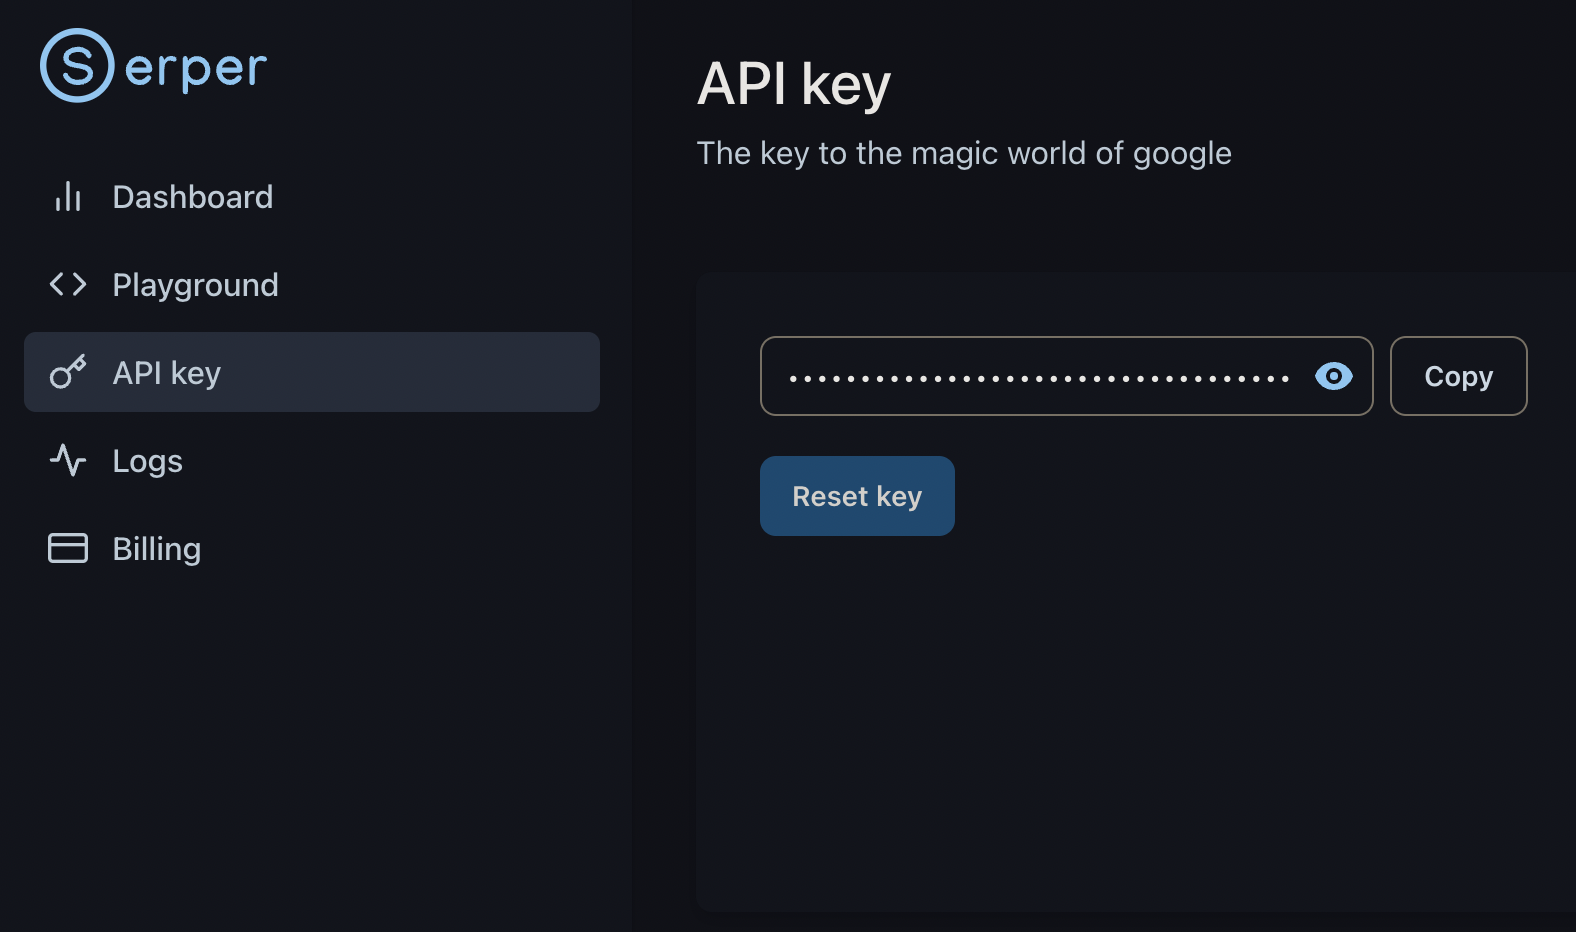 Serper
Dashboard
Playground
API key
Logs
Billing
API key
The key to the magic world of google
•••••••••••••••••••••••••••••••••••
Copy
Reset key